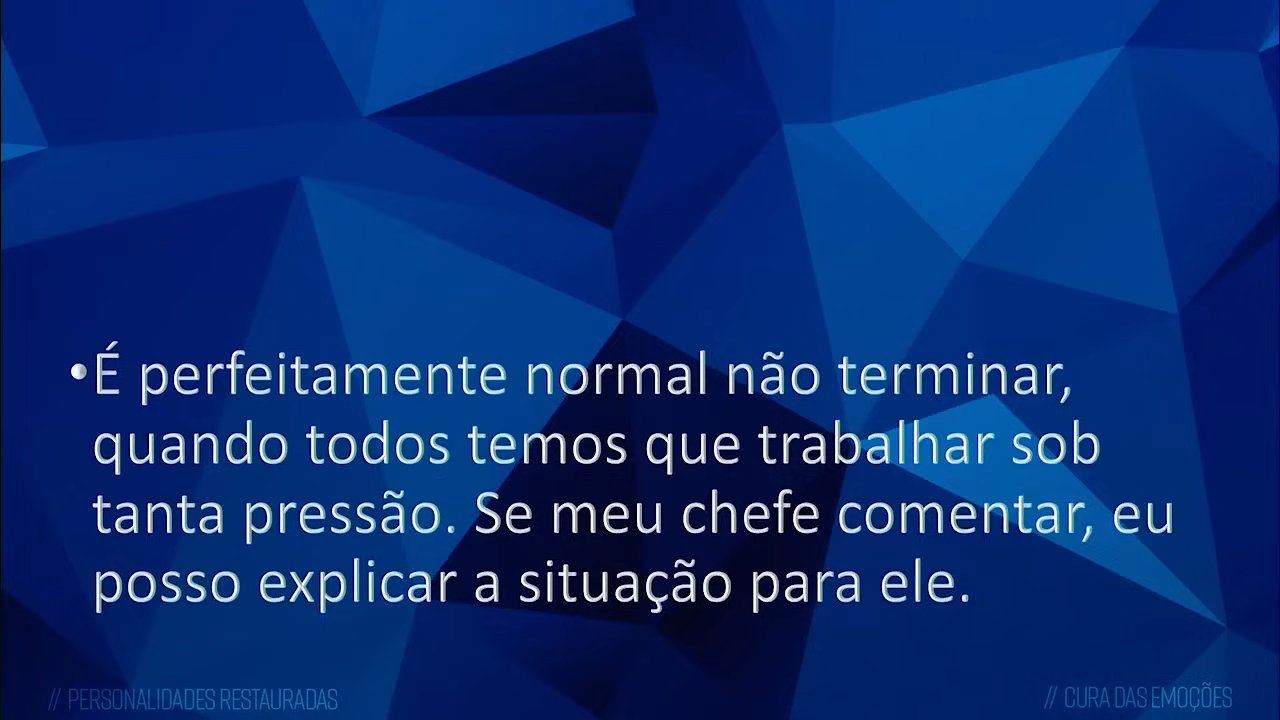 •É perfeitamente normal não terminar,
quando todos temos que trabalhar sob
tanta pressão. Se meu chefe comentar, eu
posso explicar a situação para ele.
// PERSONALIDADES RESTAURADAS
// CURA DAS EMOÇÕES